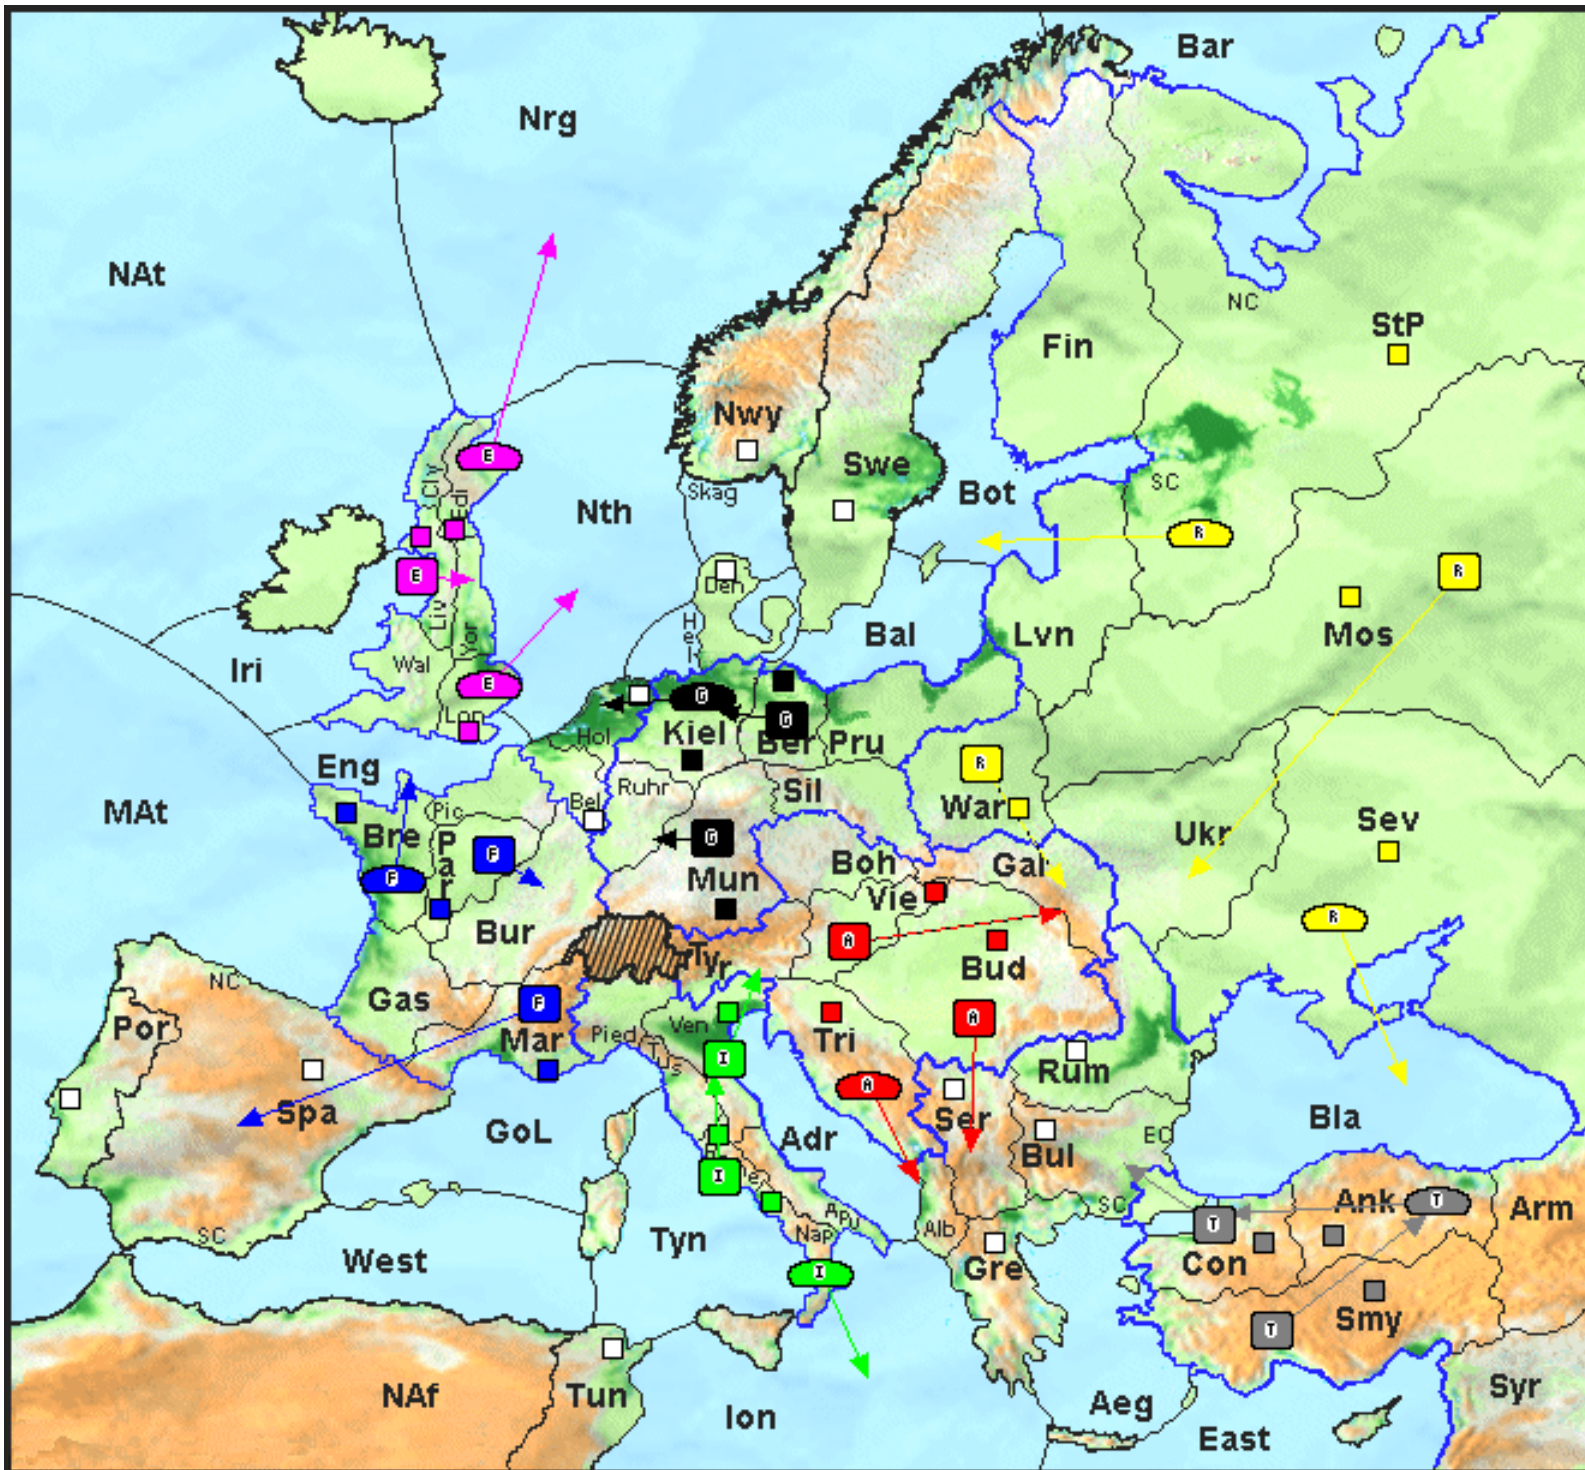 Bar
Nrg
NAt
NC
StP
Fin
Nwy
Swe
Skag
Bot
SC
Nth
Cly
E
Edl
R
E
R
Den
Liv
Yor
Hel
Bal
Lvn
Mos
Iri
Wal
E
Lon
G
G
Hol
Kiel
Ber
Pru
Eng
R
War
Sil
Ruhr
Bel
Pic
MAt
Bre
Par
F
G
Ukr
Sev
Boh
Gal
Mun
Vie
F
R
Bur
A
Bud
Tyr
NC
Gas
F
Por
Mar
Ven
Pied
Tus
Tri
A
I
Rum
A
Ser
Spa
GoL
Adr
Bla
Bul
EC
I
Ank
T
Arm
SC
Apu
Nap
Alb
SC
T
Con
West
Tyn
I
Gre
Smy
T
NAf
Tun
Ion
Aeg
Syr
East